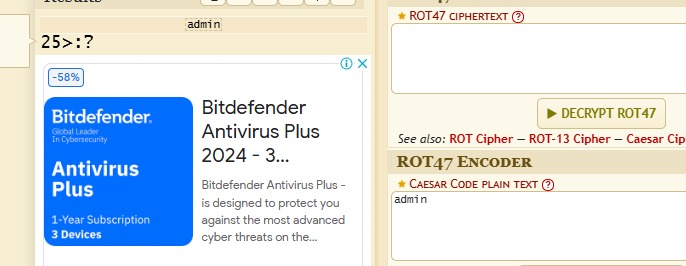 Results
admin
25>:?
-58%
Bitdefender
Global Leader
In Cybersecurity
Antivirus
Plus
1-Year Subscription
3 Devices
Bitdefender
Antivirus Plus
2024 - 3...
Bitdefender Antivirus Plus -
is designed to protect you
against the most advanced
cyber threats on the...
★ ROT47 CIPHERTEXT ?
▶ DECRYPT ROT47
See also: ROT Cipher — ROT-13 Cipher — Caesar Cip
ROT47 ENCODER
★ CAESAR CODE PLAIN TEXT ?
admin